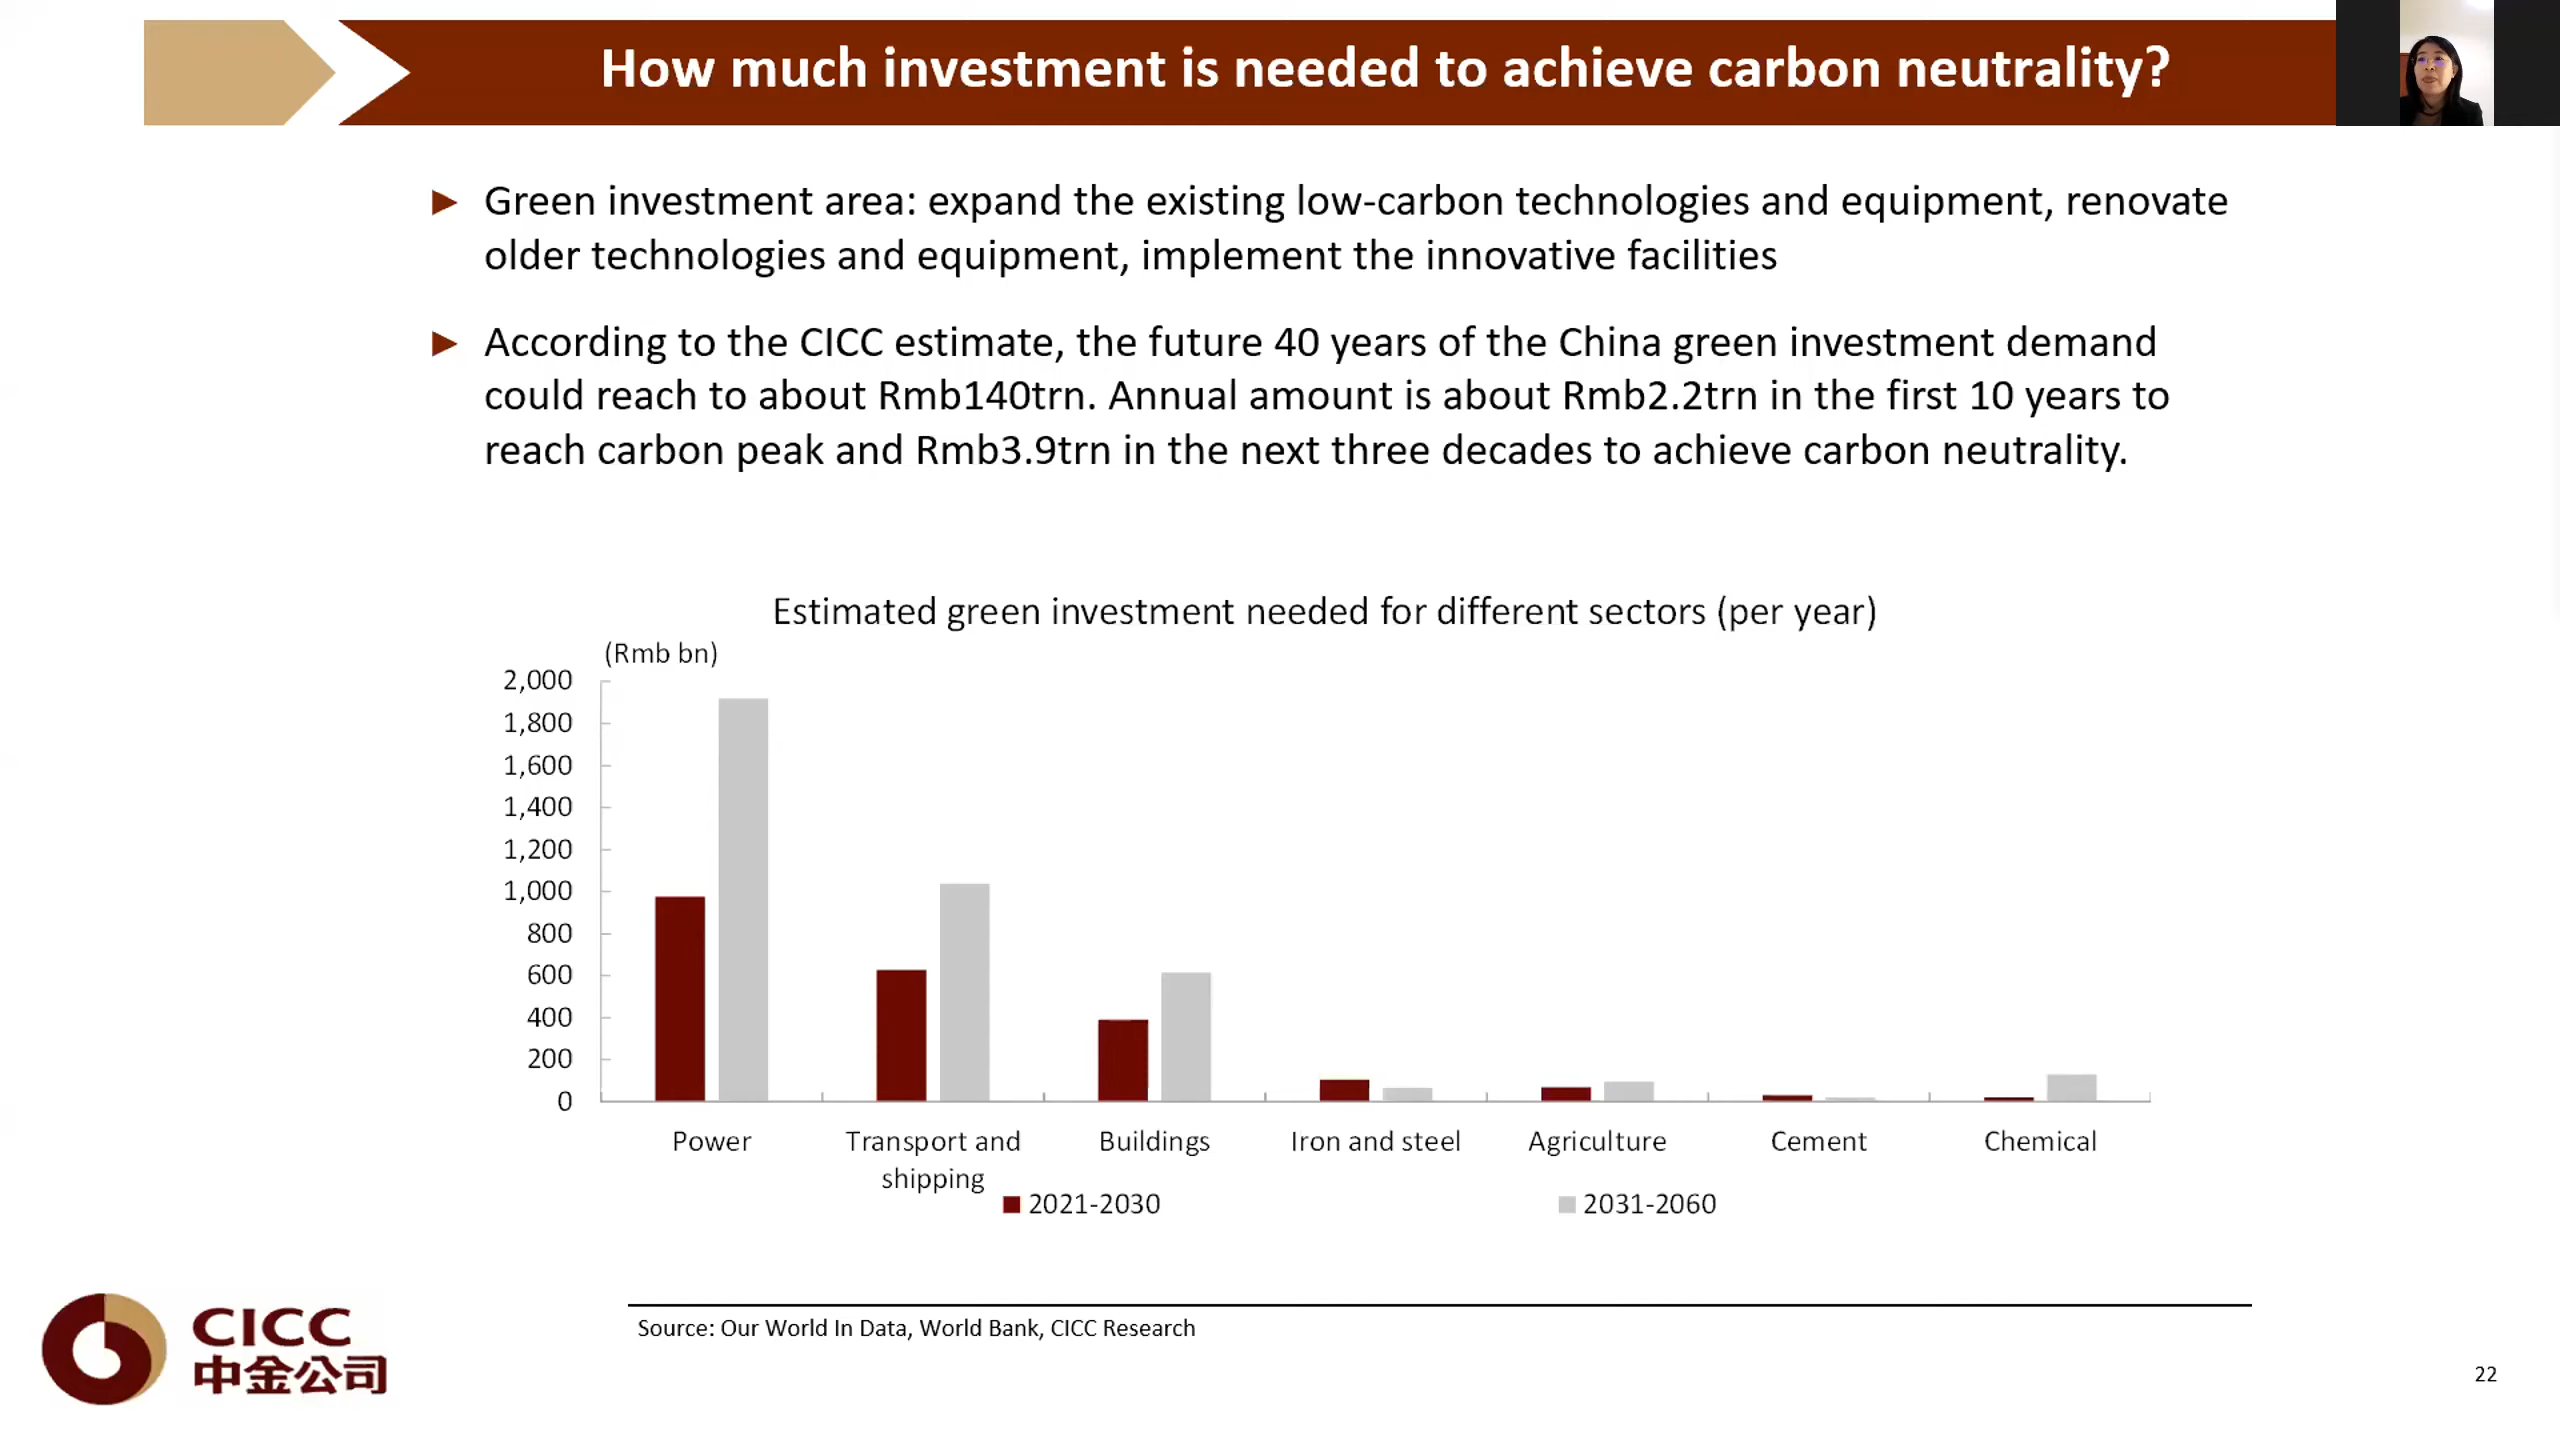 How much investment is needed to achieve carbon neutrality?
Green investment area: expand the existing low-carbon technologies and equipment, renovate
older technologies and equipment, implement the innovative facilities
According to the CICC estimate, the future 40 years of the China green investment demand
could reach to about Rmb140trn. Annual amount is about Rmb2.2trn in the first 10 years to
reach carbon peak and Rmb3.9trn in the next three decades to achieve carbon neutrality.
Estimated green investment needed for different sectors (per year)
(Rmb bn)
2,000
1,800
1,600
1,400
1,200
1,000
800
600
400
200
0
Power
Transport and
shipping
Buildings
Iron and steel
Agriculture
Cement
Chemical
2021-2030
2031-2060
CICC
中金公司
Source: Our World In Data, World Bank, CICC Research
22